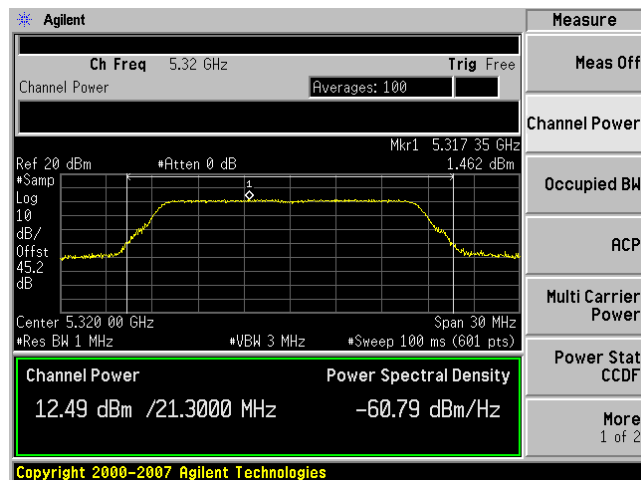 Agilent
Measure
Ch Freq 5.32 GHz Trig Free
Channel Power Averages: 100
Mkr1 5.317 35 GHz
Ref 20 dBm #Atten 0 dB 1.462 dBm
#Samp
Log
10
dB/
Offst
45.2
dB
1
Center 5.320 00 GHz Span 30 MHz
#Res BW 1 MHz #VBW 3 MHz #Sweep 100 ms (601 pts)
Channel Power Power Spectral Density
12.49 dBm /21.3000 MHz -60.79 dBm/Hz
Copyright 2000-2007 Agilent Technologies
Meas Off
Channel Power
Occupied BW
ACP
Multi Carrier
Power
Power Stat
CCDF
More
1 of 2